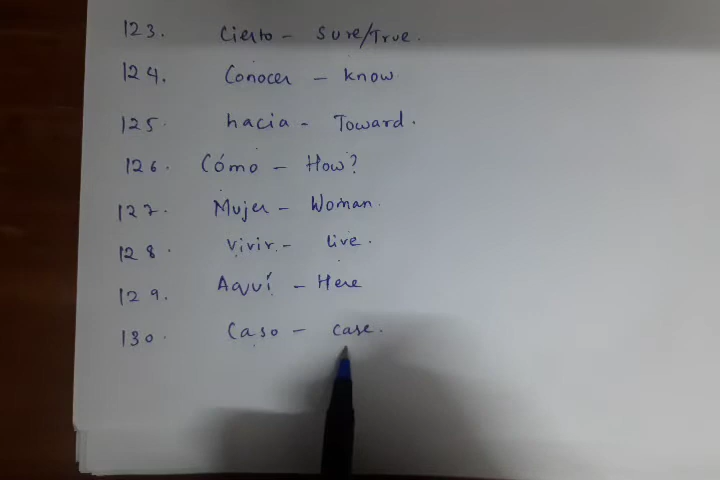 123. Cierto - Sure/True.
124. Conocer - know
125. hacia - Toward.
126. Cómo - How?
127. Mujer - Woman.
128. Vivir - live.
129. Aquí - Here
130. Caso - case.